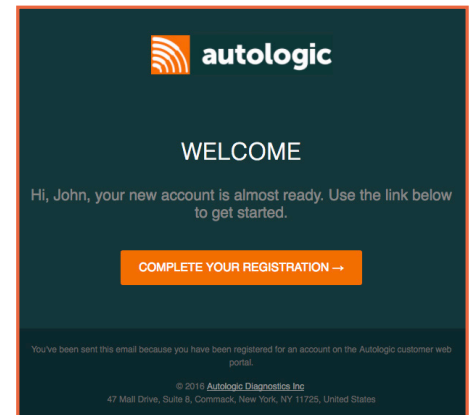 autologic
WELCOME
Hi, John, your new account is almost ready. Use the link below
to get started.
COMPLETE YOUR REGISTRATION →
You've been sent this email because you have been registered for an account on the Autologic customer web
portal.
© 2016 Autologic Diagnostics Inc
47 Mall Drive, Suite 8, Commack, New York, NY 11725, United States